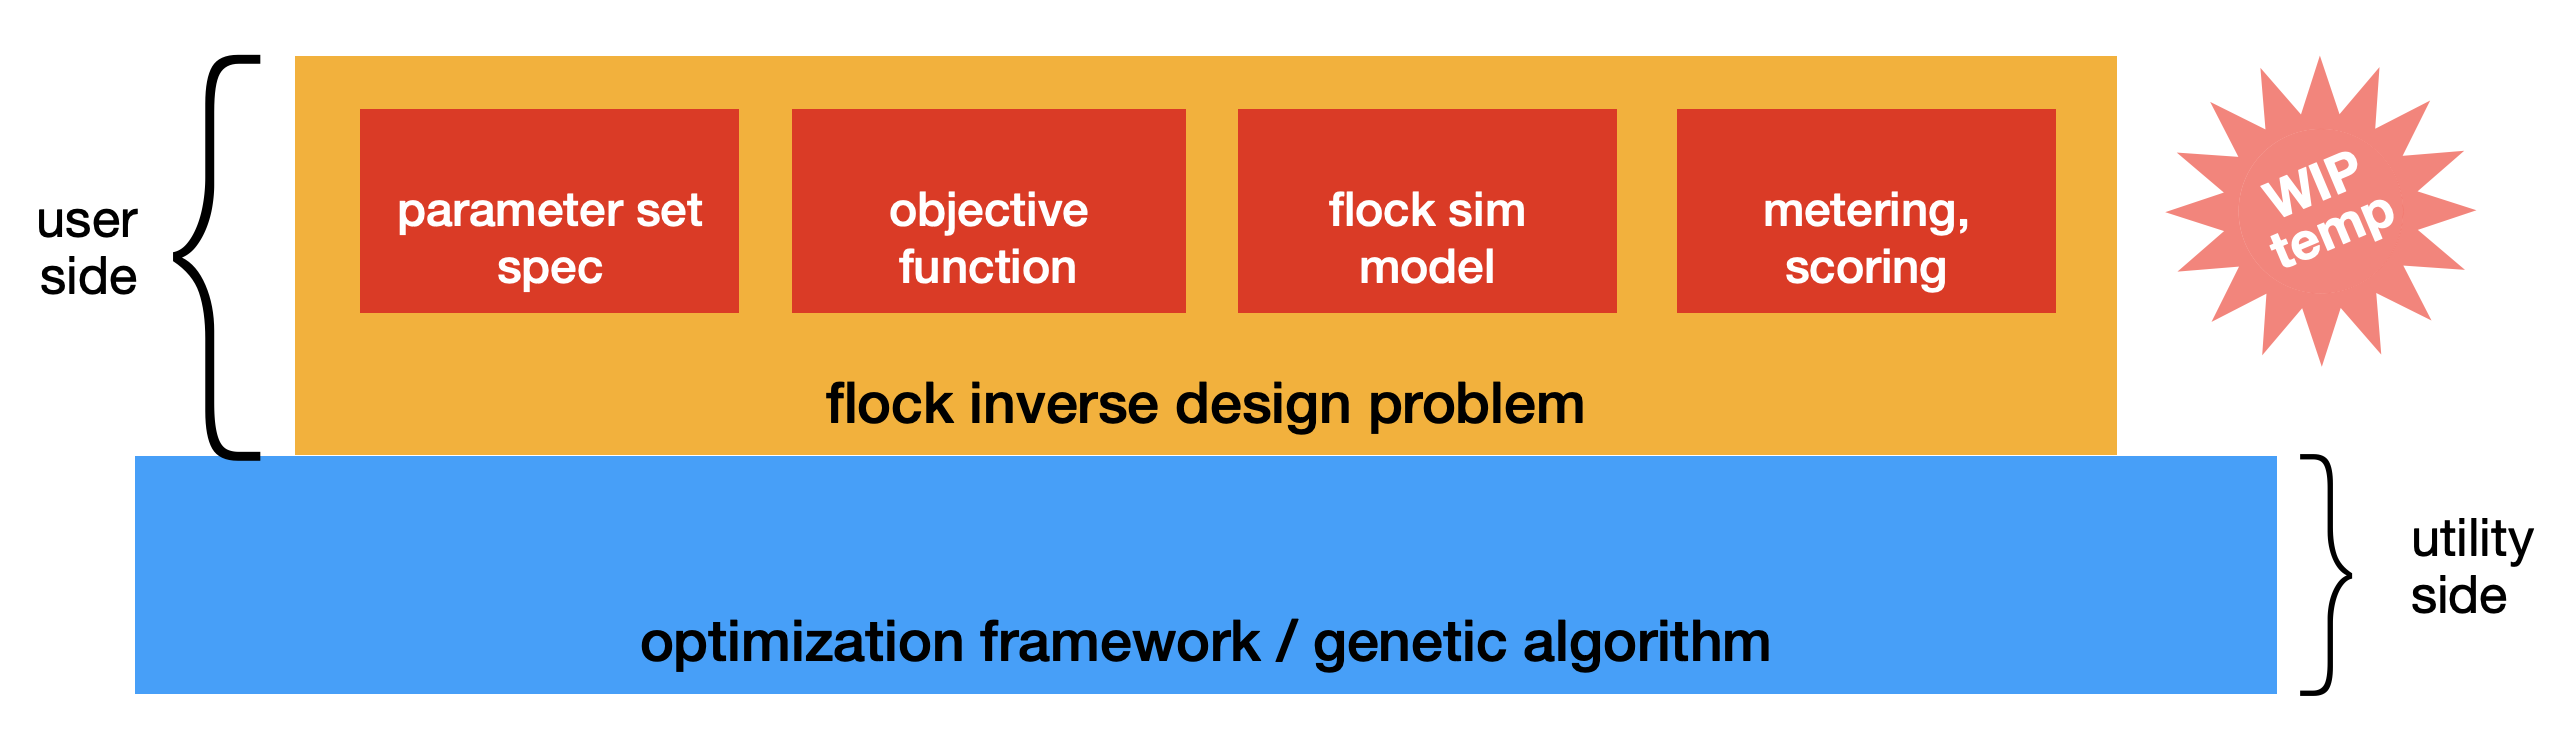 user
side
parameter set
spec
objective
function
flock sim
model
metering,
scoring
WIP
temp
flock inverse design problem
utility
side
optimization framework / genetic algorithm